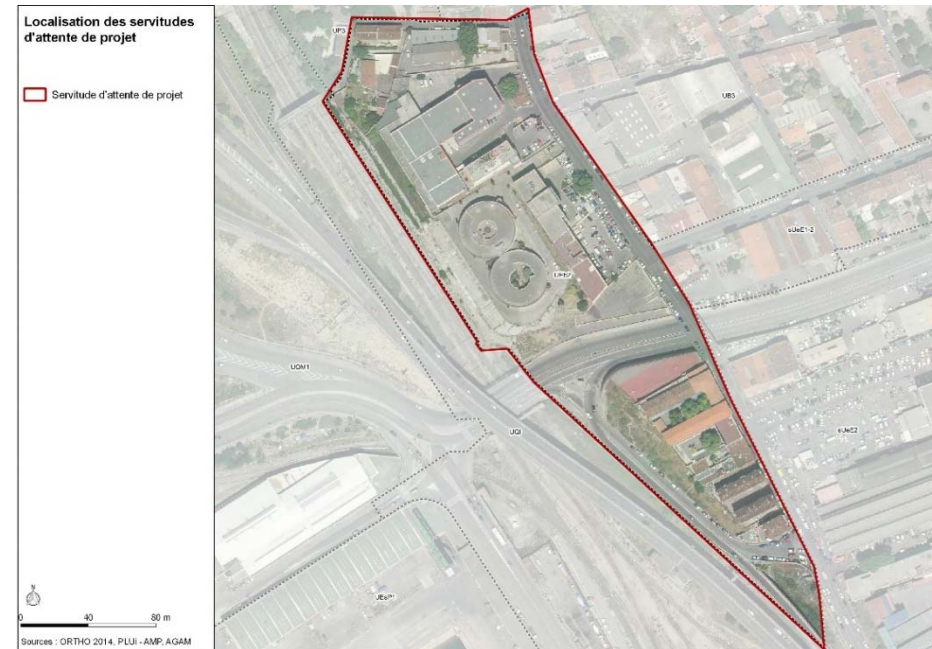 Localisation des servitudes
d'attente de projet
Servitude d'attente de projet
UP3
UB3
sUeE1-2
UQM1
UQI
sUeE2
UEsP1
N
0 40 80 m
Sources : ORTHO 2014, PLUi - AMP, AGAM